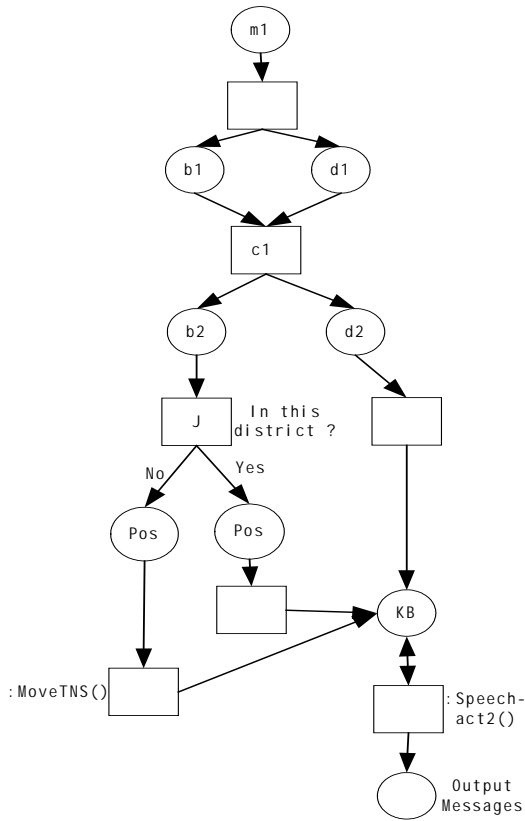 m1
b1
d1
c1
b2
d2
J
In this
district ?
No
Yes
Pos
Pos
KB
:MoveTNS()
:Speech-
act2()
Output
Messages